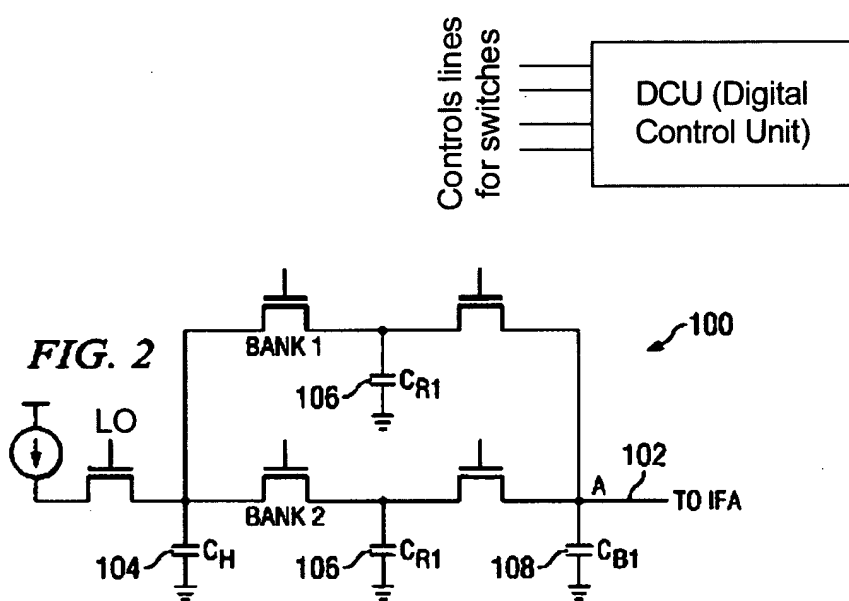 Controls lines
for switches
DCU (Digital
Control Unit)
FIG. 2
BANK 1
100
106
CR1
LO
BANK 2
A
102
TO IFA
104
CH
106
CR1
108
CB1